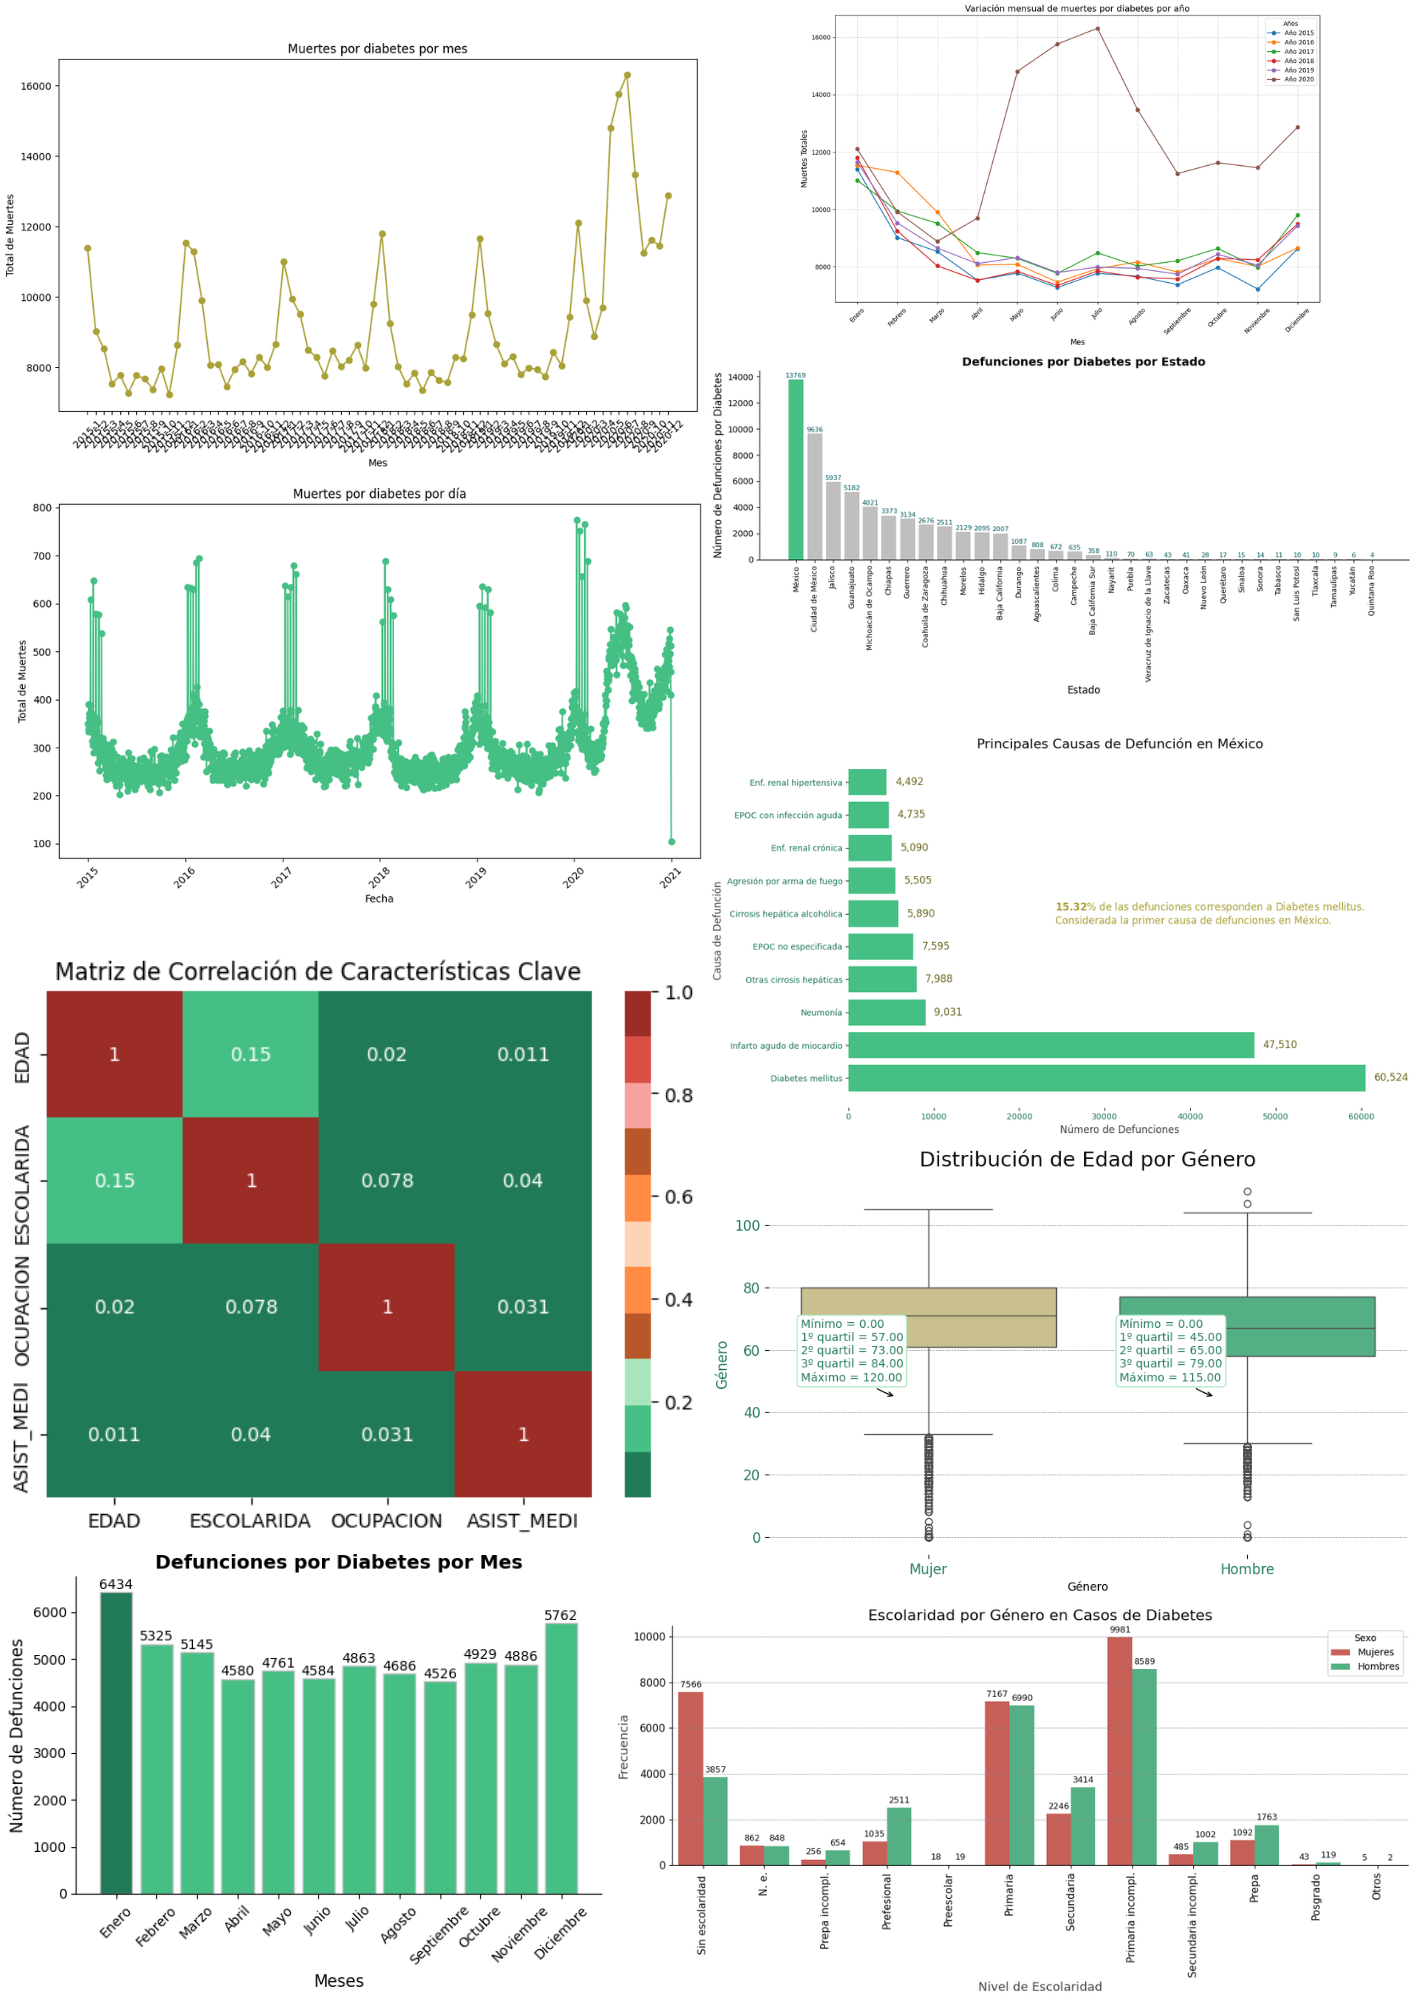 Muertes por diabetes por mes
Total de Muertes
16000
14000
12000
10000
8000
Mes
Variación mensual de muertes por diabetes por año
Muertes Totales
16000
14000
12000
10000
8000
Años
Año 2015
Año 2016
Año 2017
Año 2018
Año 2019
Año 2020
Enero
Febrero
Marzo
Abril
Mayo
Junio
Julio
Agosto
Septiembre
Octubre
Noviembre
Diciembre
Mes
Defunciones por Diabetes por Estado
Número de Defunciones por Diabetes
14000
12000
10000
8000
6000
4000
2000
0
13769
9636
5937
5182
4021
3373
3134
2676
2511
2129
2095
2007
1087
808
672
635
358
110
70
63
43
41
28
17
15
14
11
10
10
9
6
4
México
Ciudad de México
Jalisco
Guanajuato
Michoacán de Ocampo
Chiapas
Guerrero
Coahuila de Zaragoza
Chihuahua
Morelos
Hidalgo
Baja California
Durango
Aguascalientes
Colima
Campeche
Baja California Sur
Nayarit
Puebla
Veracruz de Ignacio de la Llave
Zacatecas
Oaxaca
Nuevo León
Querétaro
Sinaloa
Sonora
Tabasco
San Luis Potosí
Tlaxcala
Tamaulipas
Yucatán
Quintana Roo
Estado
Muertes por diabetes por día
Total de Muertes
800
700
600
500
400
300
200
100
2015
2016
2017
2018
2019
2020
2021
Fecha
Principales Causas de Defunción en México
Causa de Defunción
Enf. renal hipertensiva
4,492
EPOC con infección aguda
4,735
Enf. renal crónica
5,090
Agresión por arma de fuego
5,505
Cirrosis hepática alcohólica
5,890
EPOC no especificada
7,595
Otras cirrosis hepáticas
7,988
Neumonía
9,031
Infarto agudo de miocardio
47,510
Diabetes mellitus
60,524
15.32% de las defunciones corresponden a Diabetes mellitus.
Considerada la primer causa de defunciones en México.
0
10000
20000
30000
40000
50000
60000
Número de Defunciones
Matriz de Correlación de Características Clave
EDAD
1 0.15 0.02 0.011
ESCOLARIDA
0.15 1 0.078 0.04
OCUPACION
0.02 0.078 1 0.031
ASIST_MEDI
0.011 0.04 0.031 1
EDAD ESCOLARIDA OCUPACION ASIST_MEDI
1.0
0.8
0.6
0.4
0.2
Distribución de Edad por Género
Género
100
80
60
40
20
0
Mínimo = 0.00
1º quartil = 57.00
2º quartil = 73.00
3º quartil = 84.00
Máximo = 120.00
Mínimo = 0.00
1º quartil = 45.00
2º quartil = 65.00
3º quartil = 79.00
Máximo = 115.00
Mujer
Hombre
Género
Defunciones por Diabetes por Mes
Número de Defunciones
6000
5000
4000
3000
2000
1000
0
6434
5325
5145
4580
4761
4584
4863
4686
4526
4929
4886
5762
Enero
Febrero
Marzo
Abril
Mayo
Junio
Julio
Agosto
Septiembre
Octubre
Noviembre
Diciembre
Meses
Escolaridad por Género en Casos de Diabetes
Frecuencia
10000
8000
6000
4000
2000
0
Sexo
Mujeres
Hombres
7566
3857
862
848
256
654
1035
2511
18
19
7167
6990
2246
3414
9981
8589
485
1002
1092
1763
43
119
5
2
Sin escolaridad
N. e.
Prepa incompl.
Prefesional
Preescolar
Primaria
Secundaria
Primaria incompl.
Secundaria incompl.
Prepa
Posgrado
Otros
Nivel de Escolaridad